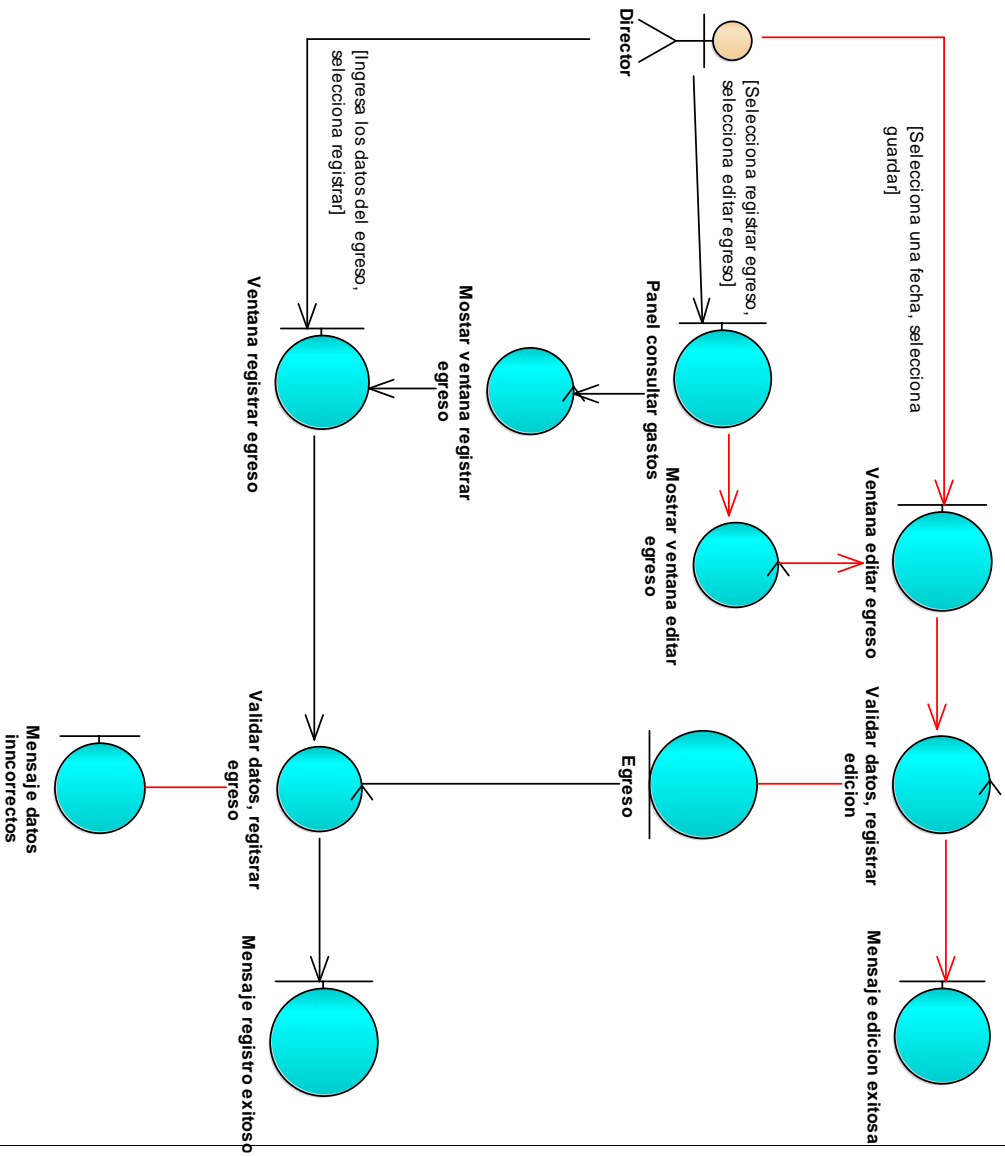 Director
[Selecciona una fecha, selecciona
guardar]
[Selecciona registrar egreso,
selecciona editar egreso]
[Ingresa los datos del egreso,
selecciona registrar]
Ventana editar egreso
Panel consultar gastos
Mostrar ventana editar
egreso
Mostar ventana registrar
egreso
Ventana registrar egreso
Validar datos, registrar
edicion
Egreso
Validar datos, regitsrar
egreso
Mensaje datos
inncorrectos
Mensaje edicion exitosa
Mensaje registro exitoso